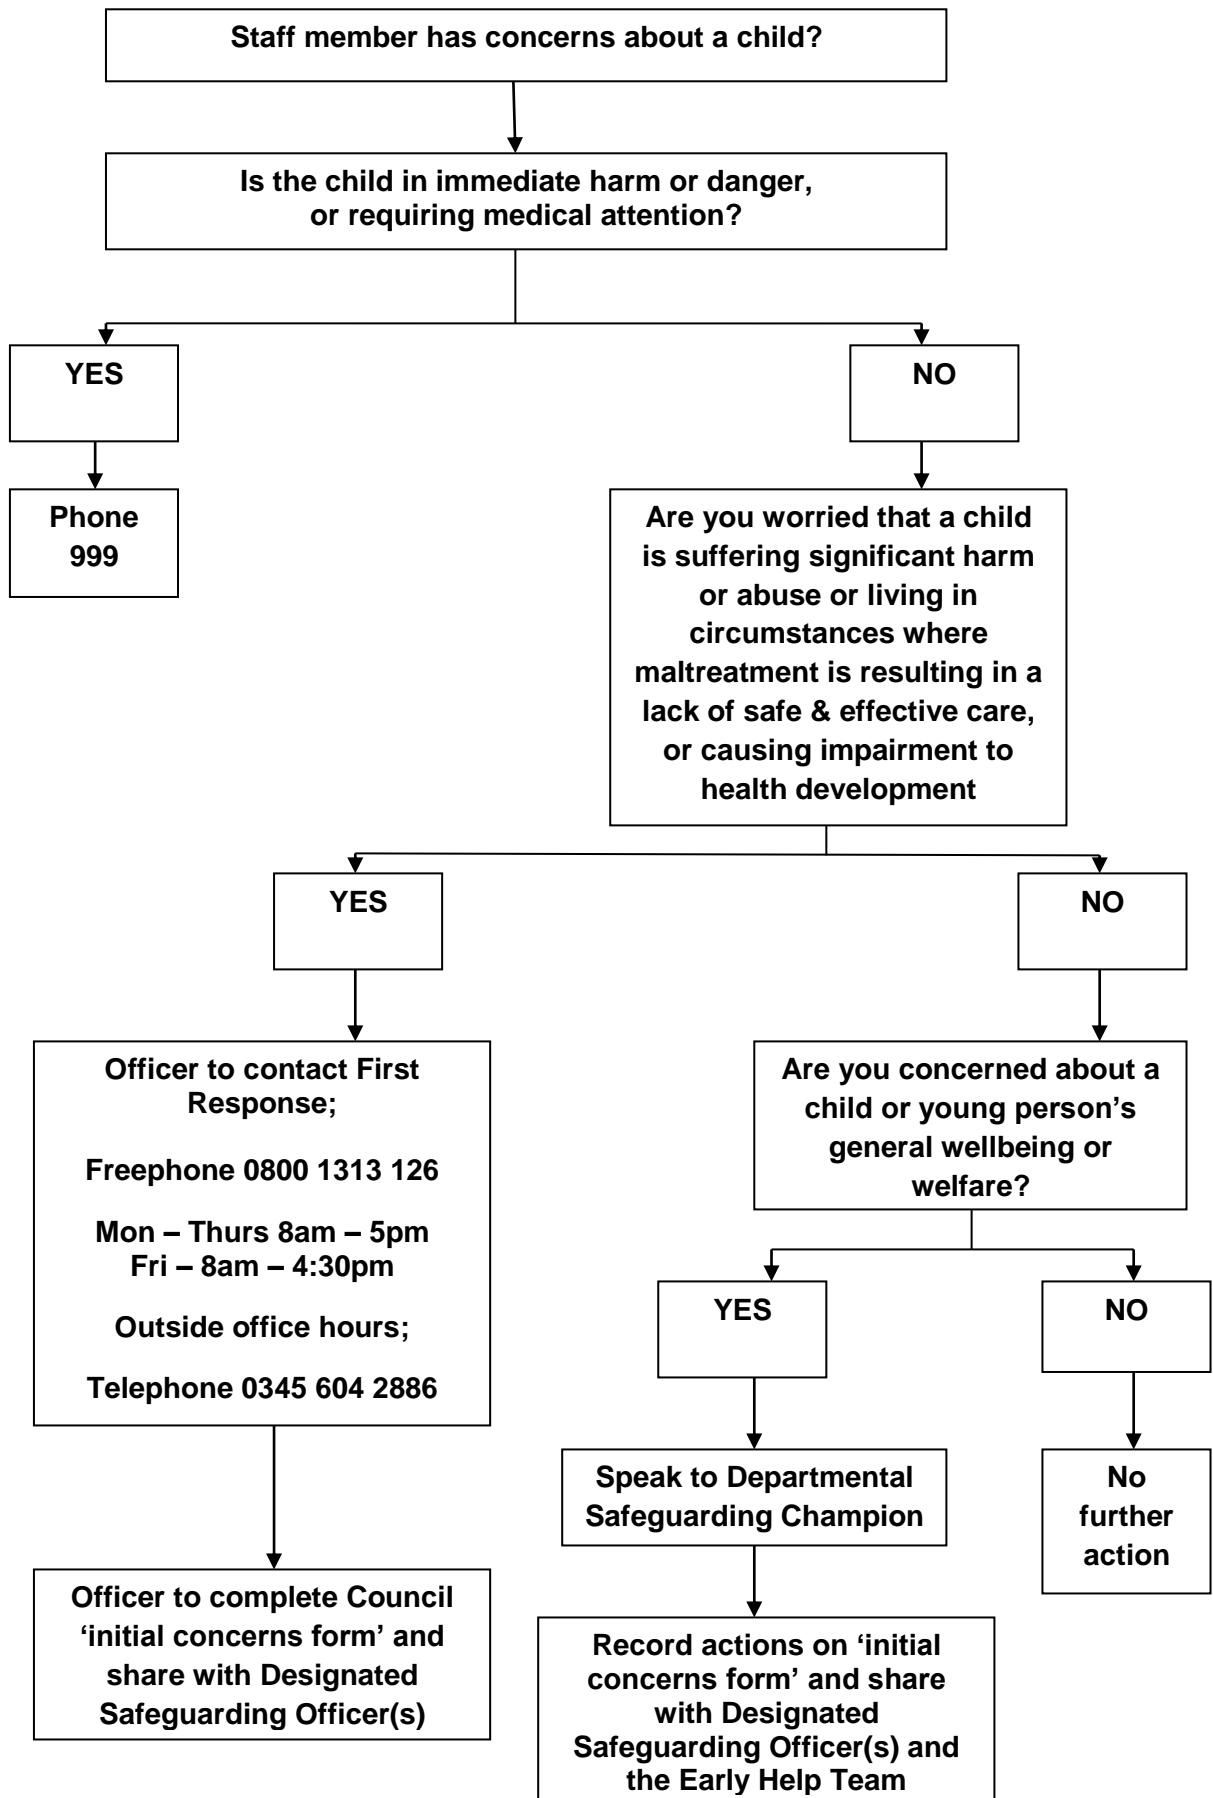 Staff member has concerns about a child?
Is the child in immediate harm or danger,
or requiring medical attention?
YES
NO
Phone
999
Are you worried that a child
is suffering significant harm
or abuse or living in
circumstances where
maltreatment is resulting in a
lack of safe & effective care,
or causing impairment to
health development
YES
NO
Officer to contact First
Response;
Freephone 0800 1313 126
Mon – Thurs 8am – 5pm
Fri – 8am – 4:30pm
Outside office hours;
Telephone 0345 604 2886
Are you concerned about a
child or young person’s
general wellbeing or
welfare?
YES
NO
Speak to Departmental
Safeguarding Champion
No
further
action
Officer to complete Council
‘initial concerns form’ and
share with Designated
Safeguarding Officer(s)
Record actions on ‘initial
concerns form’ and share
with Designated
Safeguarding Officer(s) and
the Early Help Team